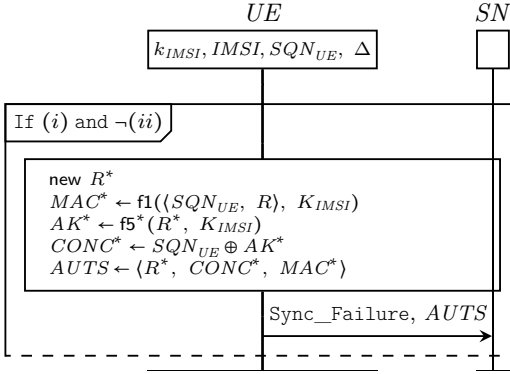 UE SN
k_IMSI, IMSI, SQN_UE, Δ
If (i) and ¬(ii)
new R*
MAC* ← f1(⟨SQN_UE, R⟩, K_IMSI)
AK* ← f5*(R*, K_IMSI)
CONC* ← SQN_UE ⊕ AK*
AUTS ← ⟨R*, CONC*, MAC*⟩
Sync_Failure, AUTS